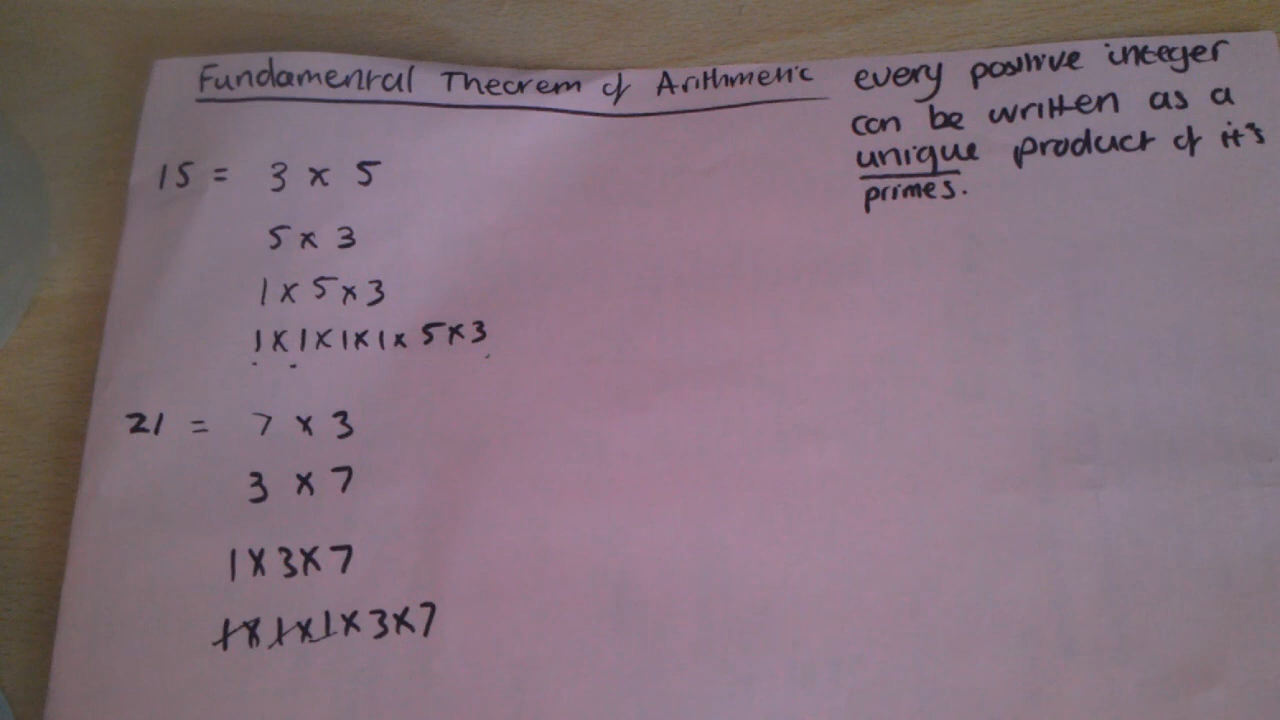 Fundamental Theorem of Arithmetic
every positive integer
can be written as a
unique product of it's
primes.
15 = 3 x 5
5 x 3
1 x 5 x 3
1 x 1 x 1 x 1 x 5 x 3
21 = 7 x 3
3 x 7
1 x 3 x 7
1 x 1 x 1 x 3 x 7